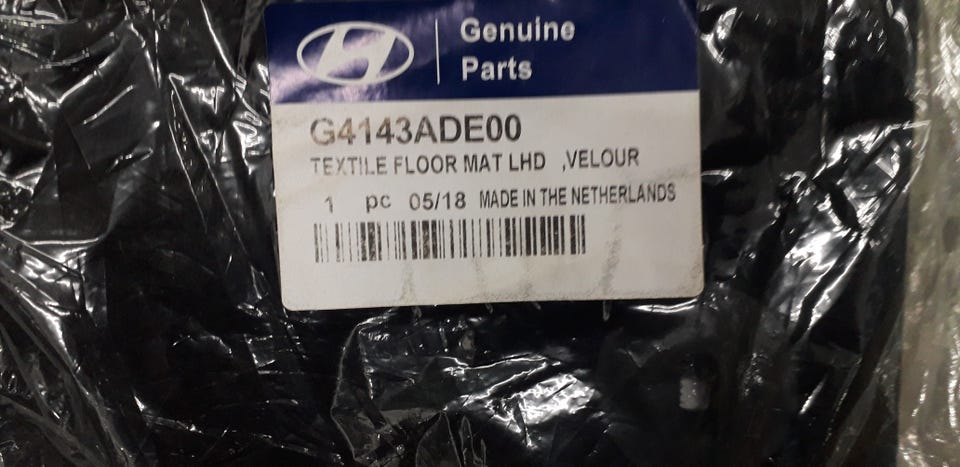 Genuine
Parts
G4143ADE00
TEXTILE FLOOR MAT LHD ,VELOUR
1 pc 05/18 MADE IN THE NETHERLANDS